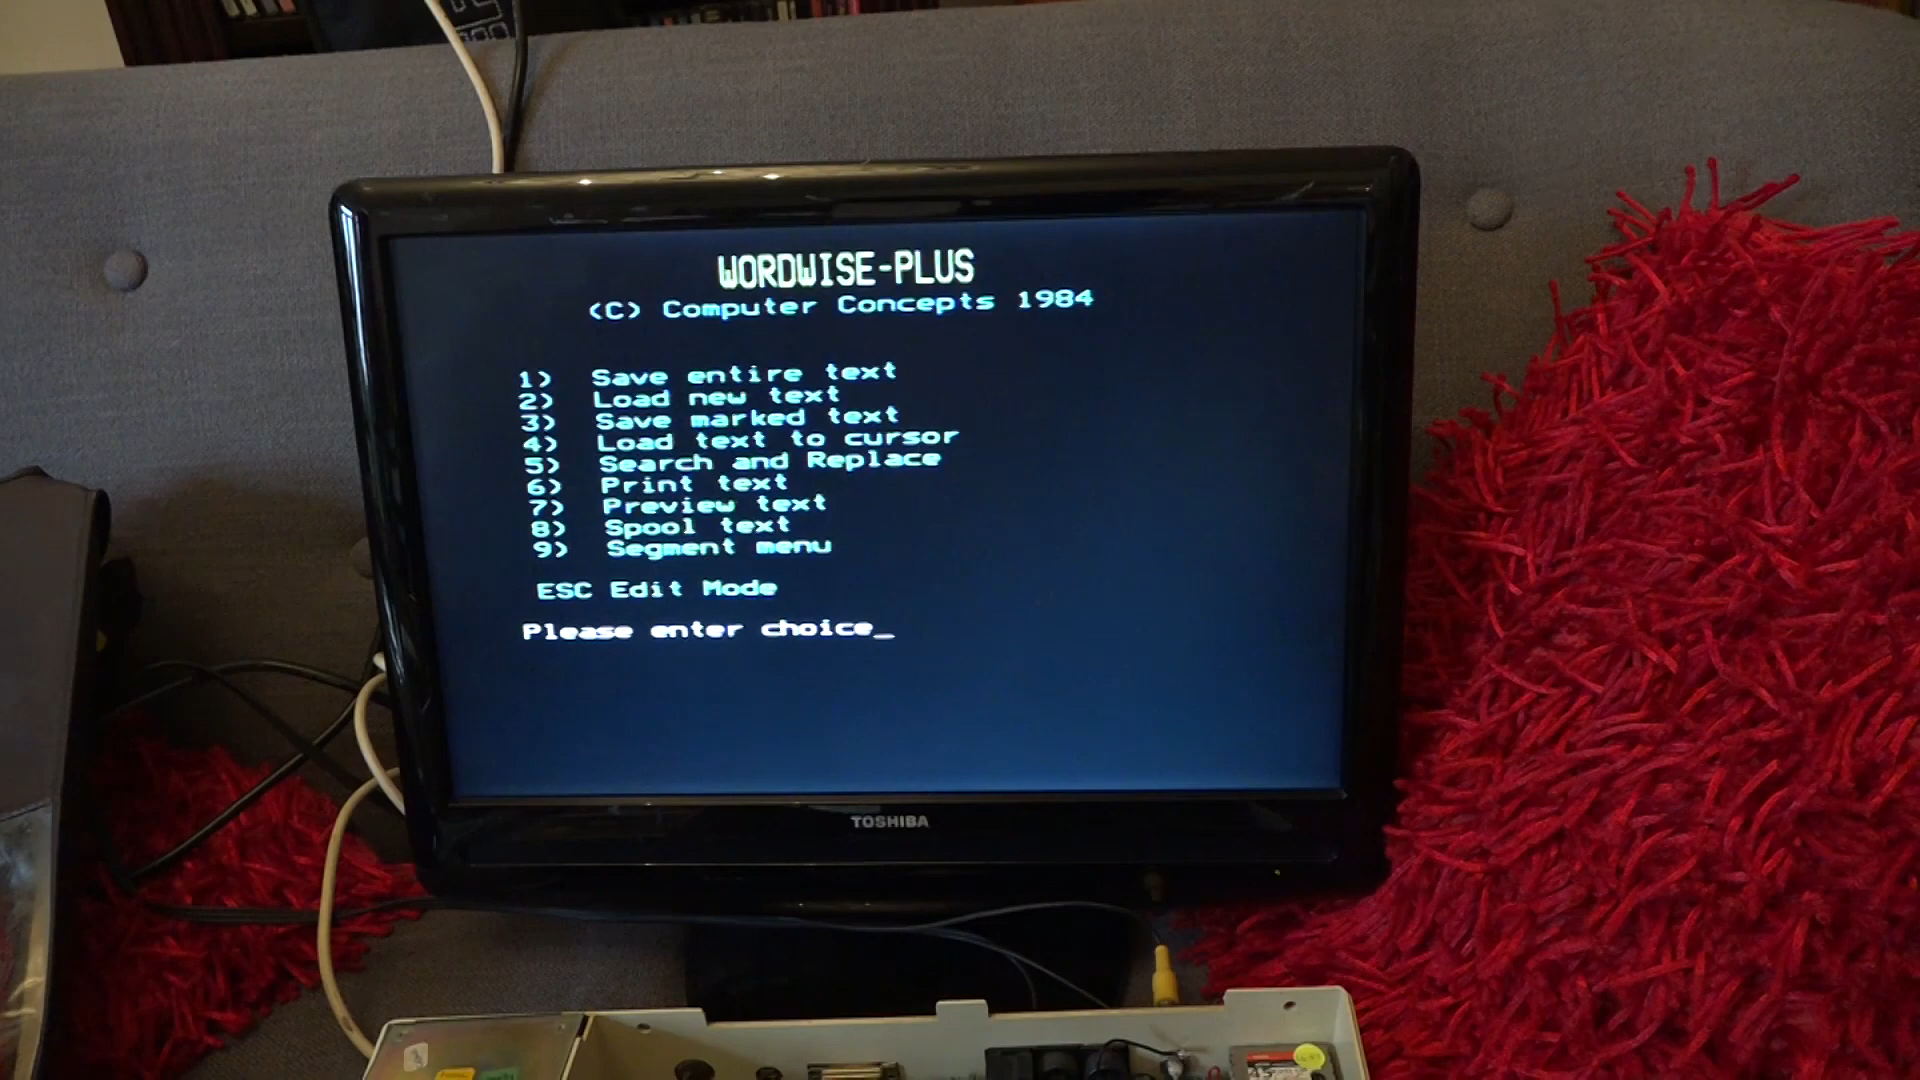 WORDWISE-PLUS
(C) Computer Concepts 1984
1) Save entire text
2) Load new text
3) Save marked text
4) Load text to cursor
5) Search and Replace
6) Print text
7) Preview text
8) Spool text
9) Segment menu
ESC Edit Mode
Please enter choice_
TOSHIBA